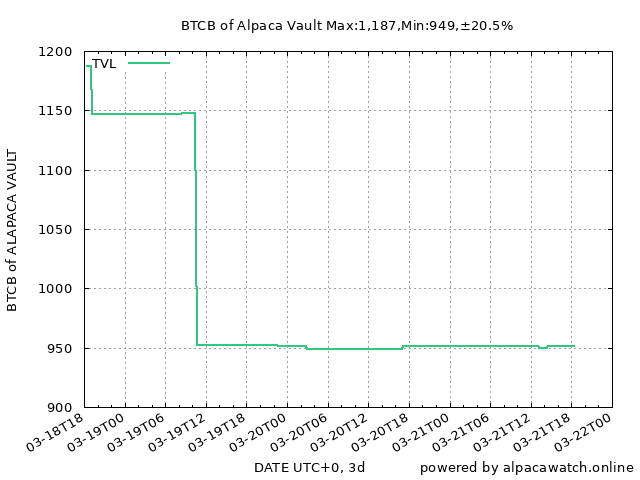 BTCB of Alpaca Vault Max:1,187,Min:949,±20.5%
TVL
1200
1150
1100
1050
1000
950
900
BTCB of ALAPACA VAULT
03-18T18
03-19T00
03-19T06
03-19T12
03-19T18
03-20T00
03-20T06
03-20T12
03-20T18
03-21T00
03-21T06
03-21T12
03-21T18
03-22T00
DATE UTC+0, 3d
powered by alpacawatch.online